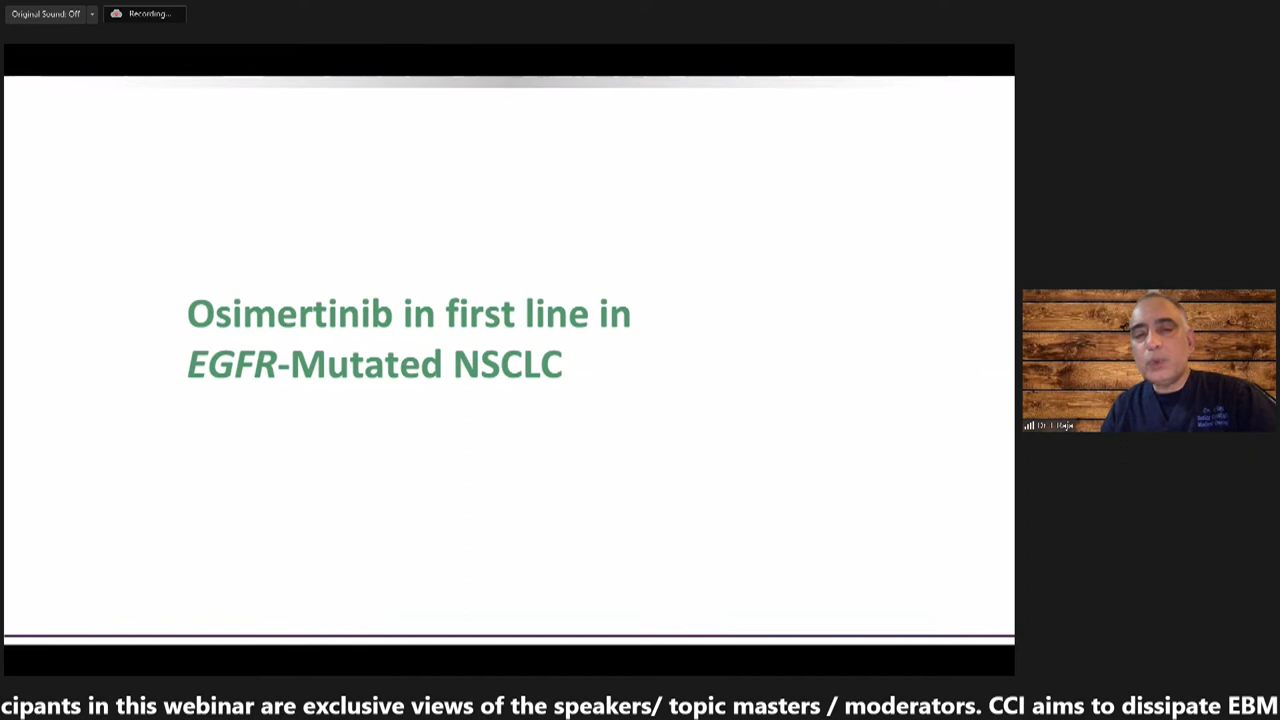 Original Sound: Off
Recording...
Osimertinib in first line in
EGFR-Mutated NSCLC
cipants in this webinar are exclusive views of the speakers/ topic masters / moderators. CCI aims to dissipate EBM